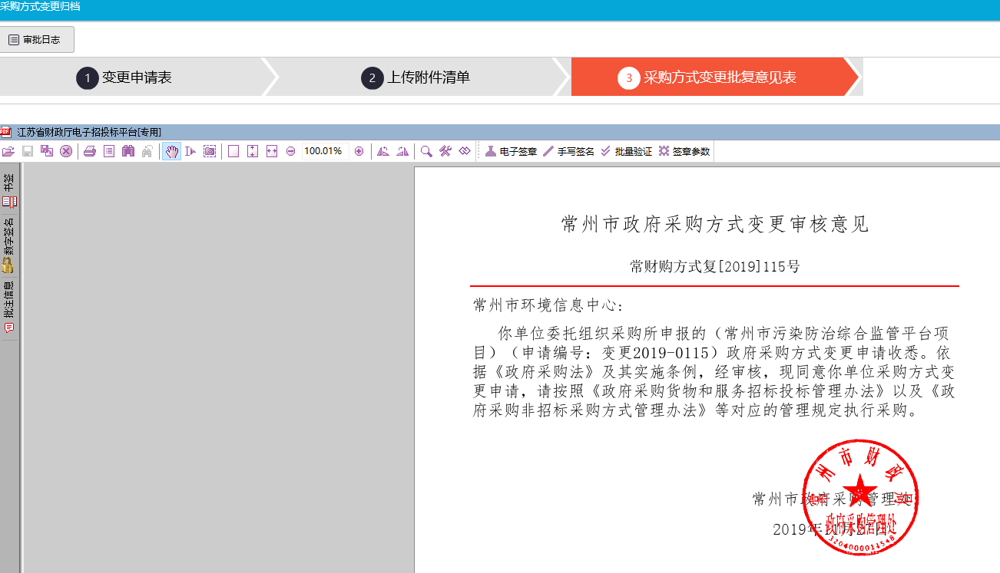 采购方式变更归档
审批日志
1 变更申请表
2 上传附件清单
3 采购方式变更批复意见表
PDF 江苏省财政厅电子招投标平台[专用]
100.01% 电子签章 手写签名 批量验证 签章参数
书签
数字签名
批注信息
常州市政府采购方式变更审核意见
常财购方式复[2019]115号
常州市环境信息中心：
你单位委托组织采购所申报的（常州市污染防治综合监管平台项
目）（申请编号：变更2019-0115）政府采购方式变更申请收悉。依
据《政府采购法》及其实施条例，经审核，现同意你单位采购方式变
更申请，请按照《政府采购货物和服务招标投标管理办法》以及《政
府采购非招标采购方式管理办法》等对应的管理规定执行采购。
常州市政府采购管理处
2019年11月27日
常州市财政局
政府采购管理处
3204000011548